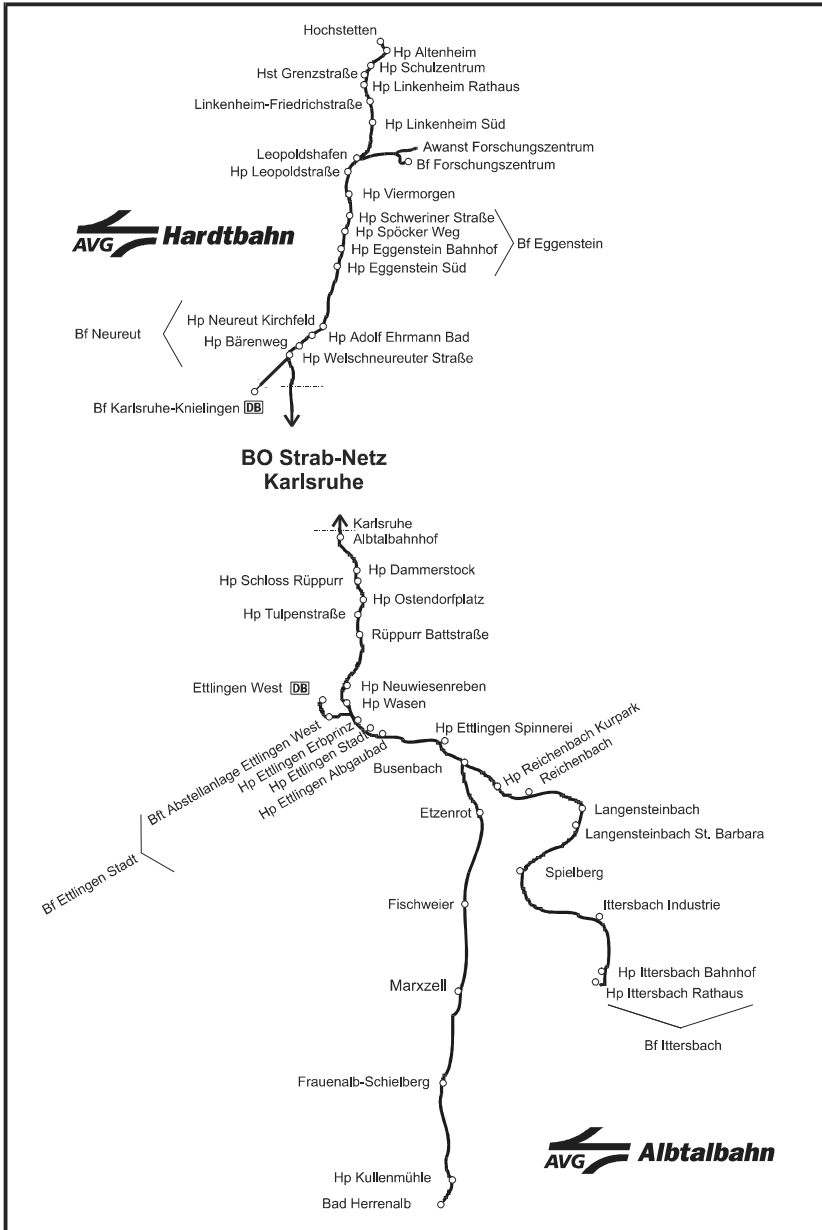 Hochstetten
Hp Altenheim
Hp Schulzentrum
Hst Grenzstraße
Hp Linkenheim Rathaus
Linkenheim-Friedrichstraße
Hp Linkenheim Süd
Awanst Forschungszentrum
Leopoldshafen
Bf Forschungszentrum
Hp Leopoldstraße
Hp Viermorgen
Hp Schweriner Straße
Hp Spöcker Weg
AVG Hardtbahn
Bf Eggenstein
Hp Eggenstein Bahnhof
Hp Eggenstein Süd
Hp Neureut Kirchfeld
Bf Neureut
Hp Adolf Ehrmann Bad
Hp Bärenweg
Hp Welschneureuter Straße
Bf Karlsruhe-Knielingen DB
BO Strab-Netz
Karlsruhe
Karlsruhe
Albtalbahnhof
Hp Dammerstock
Hp Schloss Rüppurr
Hp Ostendorfplatz
Hp Tulpenstraße
Rüppurr Battstraße
Ettlingen West DB
Hp Neuwiesenreben
Hp Wasen
Bft Abstellanlage Ettlingen West
Hp Ettlingen Erbprinz
Hp Ettlingen Stadt
Hp Ettlingen Albgaubad
Hp Ettlingen Spinnerei
Busenbach
Hp Reichenbach Kurpark
Reichenbach
Etzenrot
Langensteinbach
Langensteinbach St. Barbara
Bf Ettlingen Stadt
Spielberg
Fischweier
Ittersbach Industrie
Hp Ittersbach Bahnhof
Marxzell
Hp Ittersbach Rathaus
Bf Ittersbach
Frauenalb-Schielberg
AVG Albtalbahn
Hp Kullenmühle
Bad Herrenalb